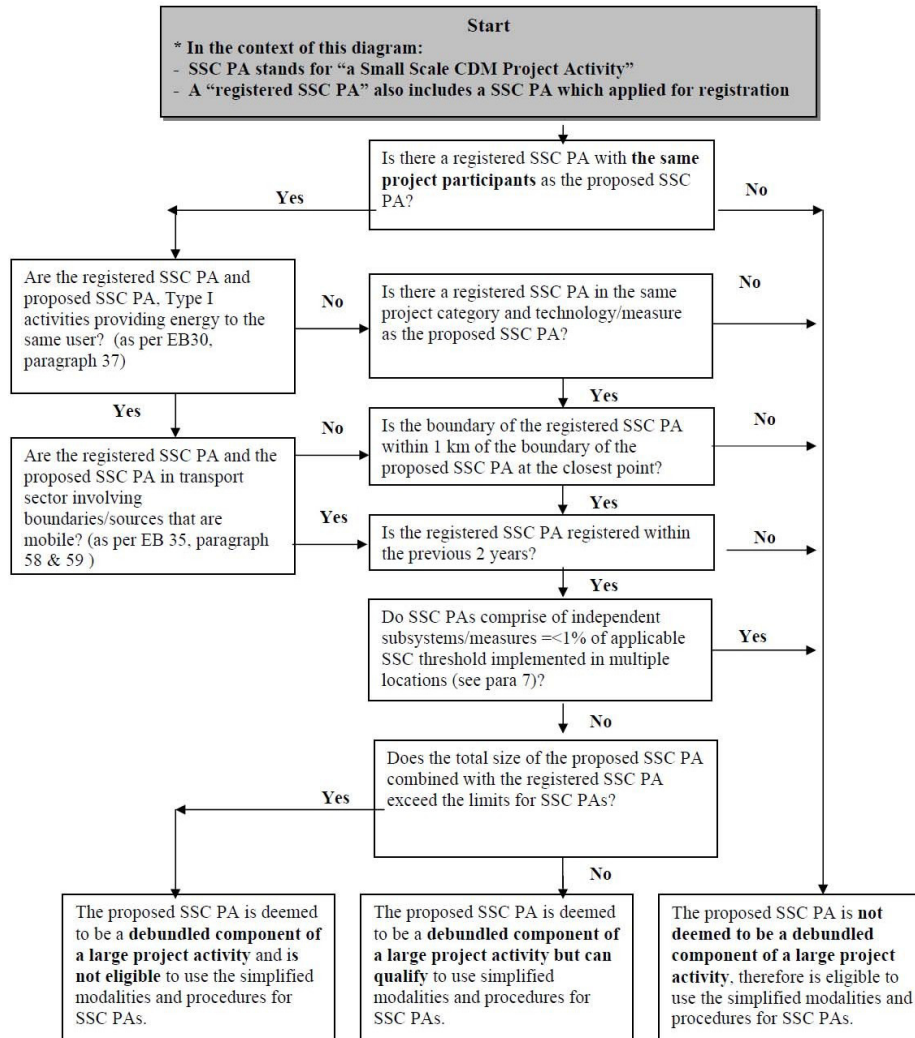 Start
* In the context of this diagram:
- SSC PA stands for “a Small Scale CDM Project Activity”
- A “registered SSC PA” also includes a SSC PA which applied for registration
Is there a registered SSC PA with the same
project participants as the proposed SSC
PA?
Yes
No
Are the registered SSC PA and
proposed SSC PA, Type I
activities providing energy to the
same user? (as per EB30,
paragraph 37)
No
Is there a registered SSC PA in the same
project category and technology/measure
as the proposed SSC PA?
No
Yes
Yes
Are the registered SSC PA and the
proposed SSC PA in transport
sector involving
boundaries/sources that are
mobile? (as per EB 35, paragraph
58 & 59 )
No
Is the boundary of the registered SSC PA
within 1 km of the boundary of the
proposed SSC PA at the closest point?
No
Yes
Yes
Is the registered SSC PA registered within
the previous 2 years?
No
Yes
Do SSC PAs comprise of independent
subsystems/measures =<1% of applicable
SSC threshold implemented in multiple
locations (see para 7)?
Yes
No
Does the total size of the proposed SSC PA
combined with the registered SSC PA
exceed the limits for SSC PAs?
Yes
No
The proposed SSC PA is deemed
to be a debundled component of
a large project activity and is
not eligible to use the simplified
modalities and procedures for
SSC PAs.
The proposed SSC PA is deemed
to be a debundled component of
a large project activity but can
qualify to use simplified
modalities and procedures for
SSC PAs.
The proposed SSC PA is not
deemed to be a debundled
component of a large project
activity, therefore is eligible to
use the simplified modalities and
procedures for SSC PAs.